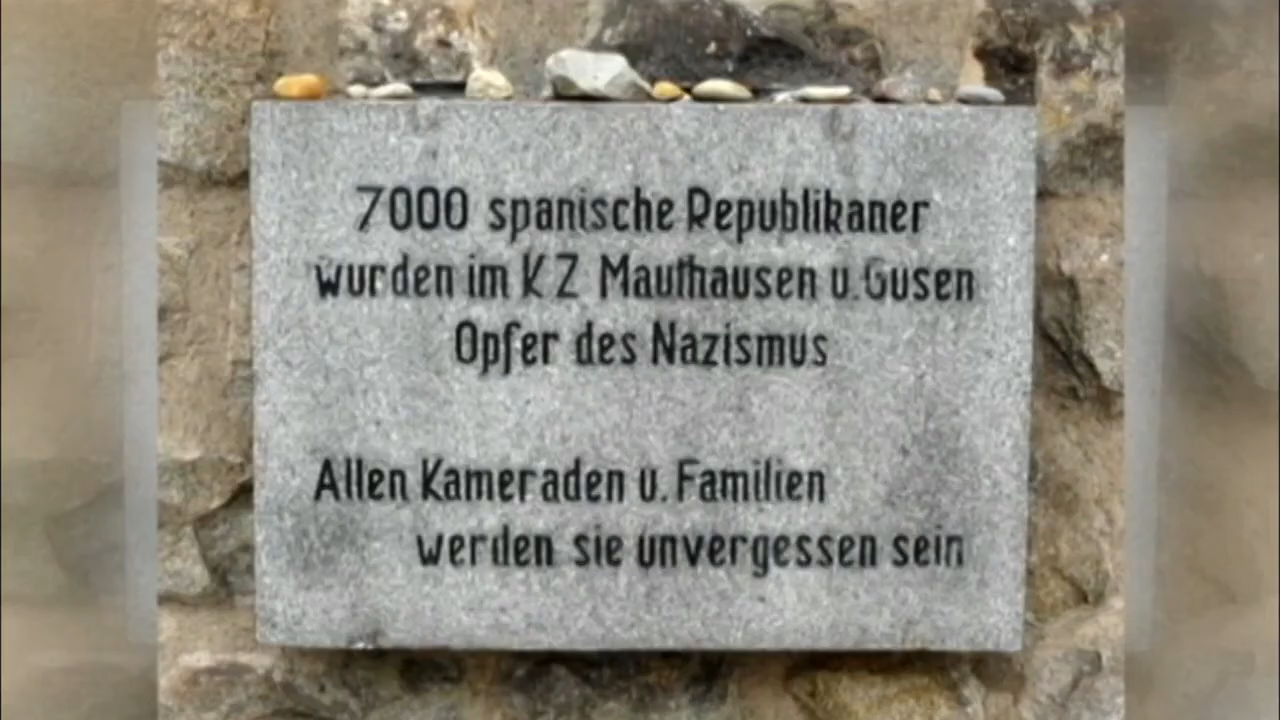 7000 spanische Republikaner
wurden im KZ Mauthausen u. Gusen
Opfer des Nazismus
Allen Kameraden u. Familien
werden sie unvergessen sein